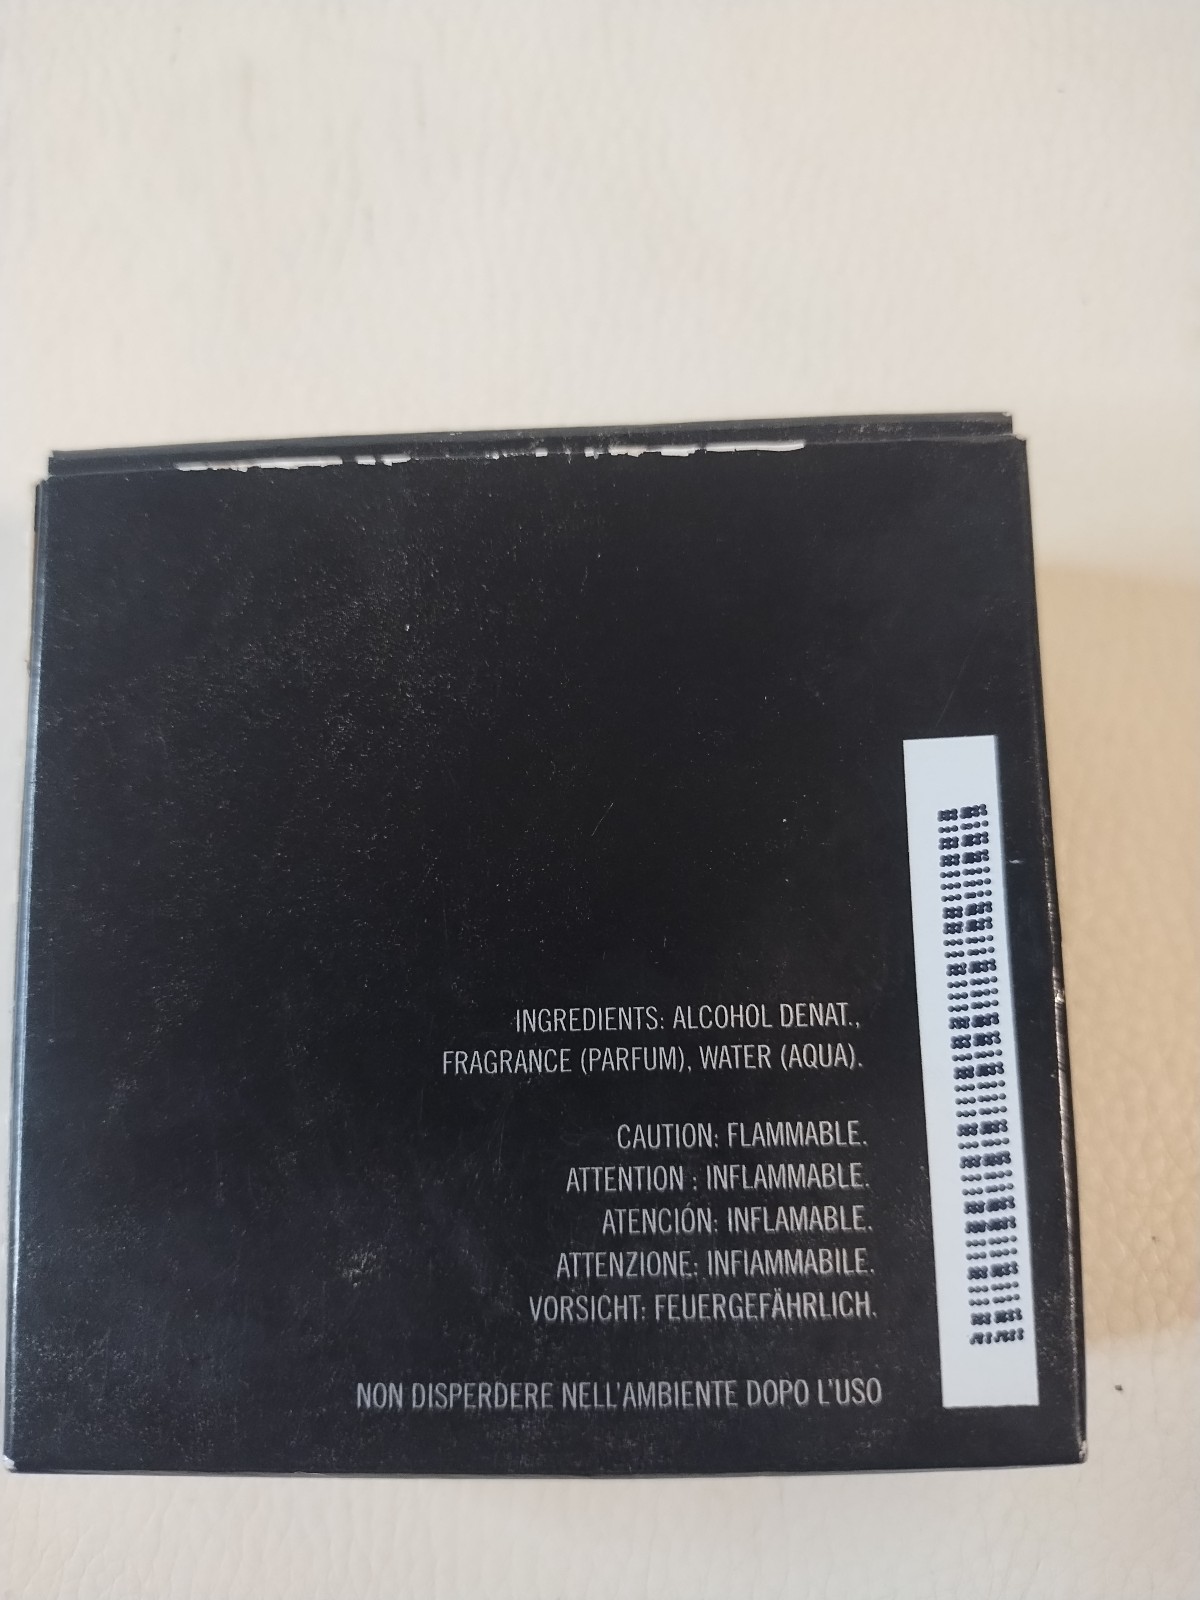 INGREDIENTS: ALCOHOL DENAT.,
FRAGRANCE (PARFUM), WATER (AQUA).
CAUTION: FLAMMABLE.
ATTENTION : INFLAMMABLE.
ATENCIÓN: INFLAMABLE.
ATTENZIONE: INFIAMMABILE.
VORSICHT: FEUERGEFÄHRLICH.
NON DISPERDERE NELL'AMBIENTE DOPO L'USO